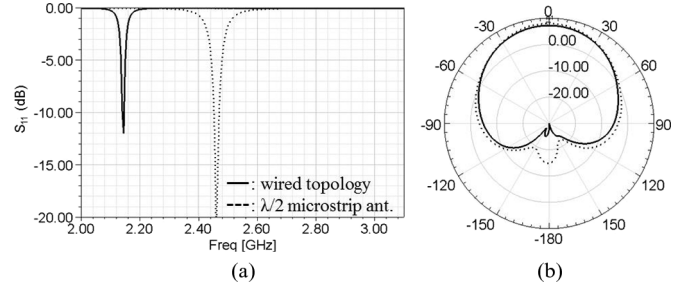 0.00
-5.00
-10.00
-15.00
-20.00
S11 (dB)
2.00 2.20 2.40 2.60 2.80 3.00
Freq [GHz]
: wired topology
: λ/2 microstrip ant.
(a)
0
-30 30
-60 60
-90 90
-120 120
-150 150
-180
0.00
-10.00
-20.00
(b)